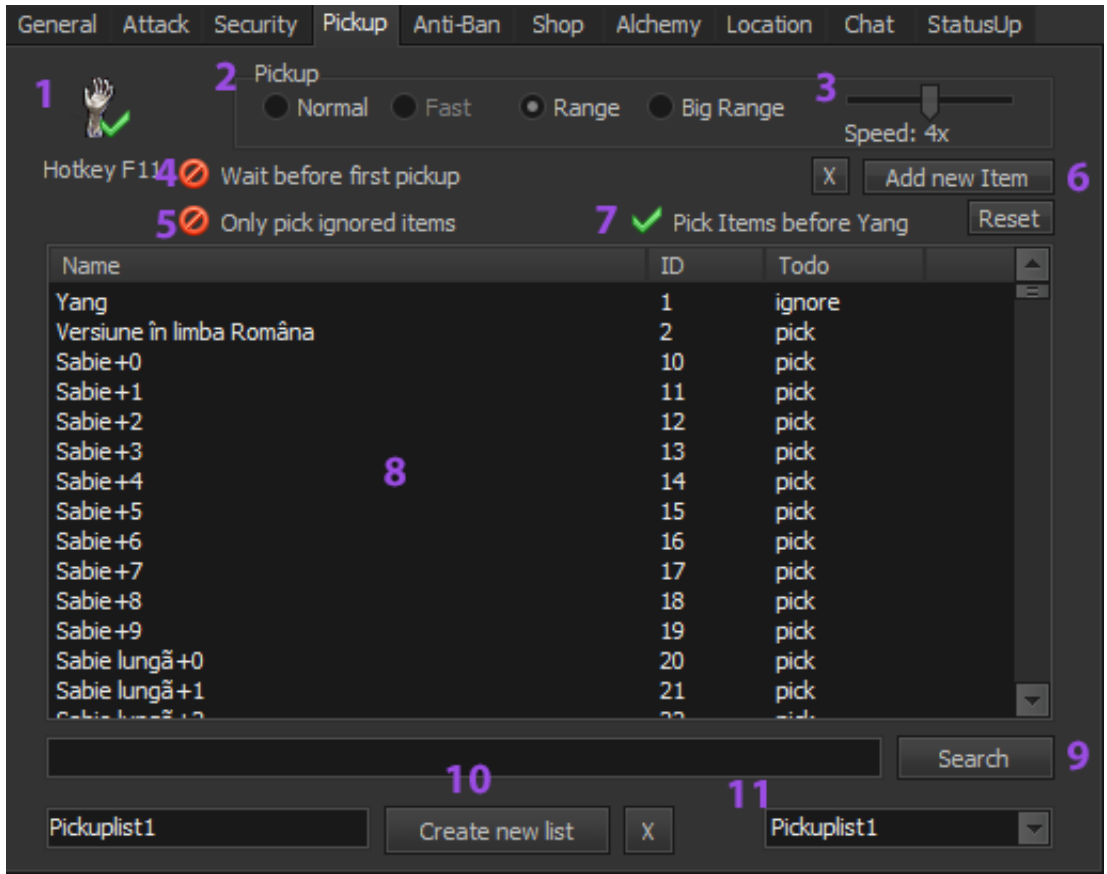 General Attack Security Pickup Anti-Ban Shop Alchemy Location Chat StatusUp
1
2 Pickup
Normal Fast Range Big Range
3
Speed: 4x
Hotkey F11
4 Wait before first pickup
X Add new Item 6
5 Only pick ignored items
7 Pick Items before Yang
Reset
Name ID Todo
Yang 1 ignore
Versiune în limba Româna 2 pick
Sabie+0 10 pick
Sabie+1 11 pick
Sabie+2 12 pick
Sabie+3 13 pick
Sabie+4 14 pick
8
Sabie+5 15 pick
Sabie+6 16 pick
Sabie+7 17 pick
Sabie+8 18 pick
Sabie+9 19 pick
Sabie lungã+0 20 pick
Sabie lungã+1 21 pick
Search 9
10
11
Pickuplist1 Create new list X Pickuplist1